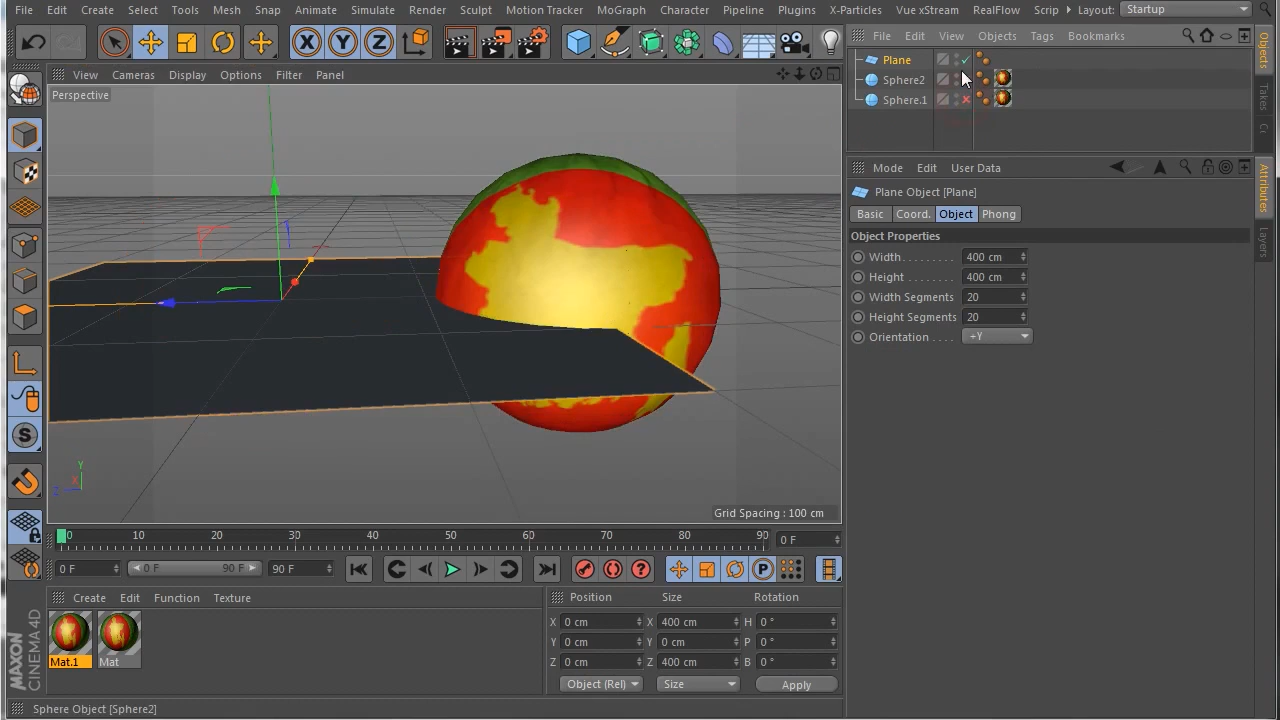 File Edit Create Select Tools Mesh Snap Animate Simulate Render Sculpt Motion Tracker MoGraph Character Pipeline Plugins X-Particles Vue xStream RealFlow Scrip Layout: Startup
X Y Z
File Edit View Objects Tags Bookmarks
View Cameras Display Options Filter Panel
Perspective
Plane
Sphere2
Sphere.1
Objects
Takes
Mode Edit User Data
Plane Object [Plane]
Basic Coord. Object Phong
Object Properties
Width 400 cm
Height 400 cm
Width Segments 20
Height Segments 20
Orientation +Y
Attributes
Layers
Y
X
Z
Grid Spacing : 100 cm
0 10 20 30 40 50 60 70 80 90
0 F
0 F 0 F 90 F 90 F
P
Create Edit Function Texture
Mat.1 Mat
Position Size Rotation
X 0 cm X 400 cm H 0 °
Y 0 cm Y 0 cm P 0 °
Z 0 cm Z 400 cm B 0 °
Object (Rel) Size Apply
MAXON
CINEMA 4D
Sphere Object [Sphere2]